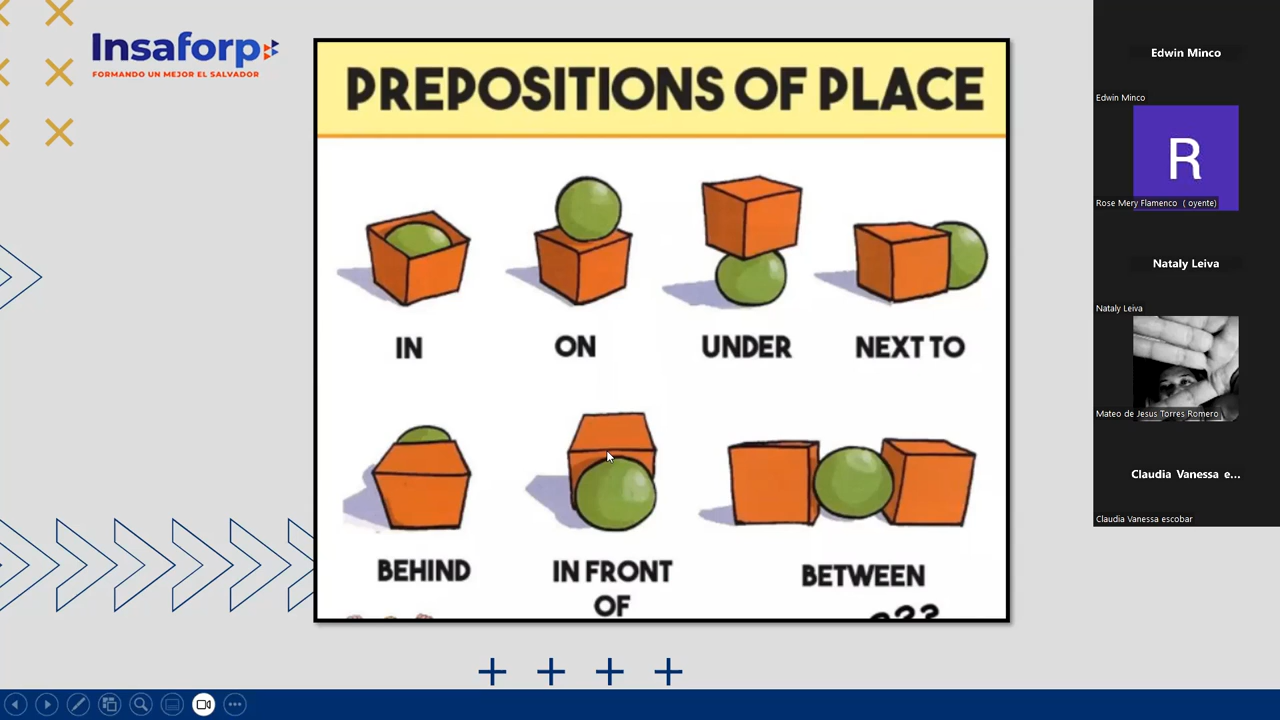 Insaforp
FORMANDO UN MEJOR EL SALVADOR
PREPOSITIONS OF PLACE
IN
ON
UNDER
NEXT TO
BEHIND
IN FRONT
OF
BETWEEN
???
Edwin Minco
Edwin Minco
R
Rose Mery Flamenco ( oyente)
Nataly Leiva
Nataly Leiva
Mateo de Jesus Torres Romero
Claudia Vanessa e...
Claudia Vanessa escobar